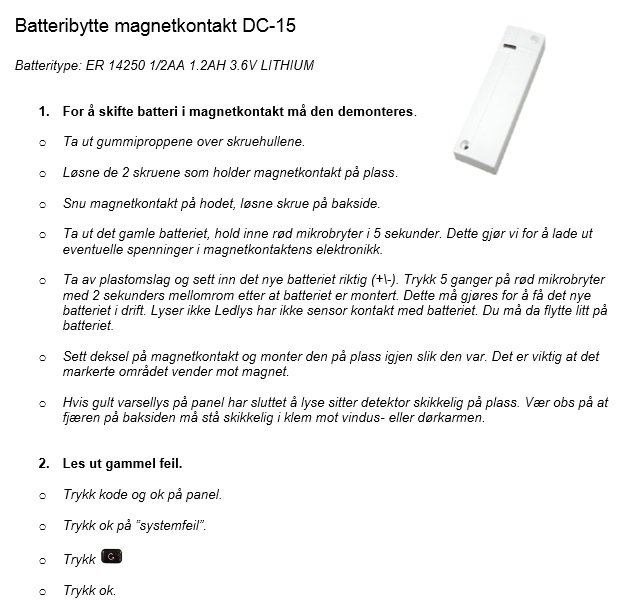 Batteribytte magnetkontakt DC-15
Batteritype: ER 14250 1/2AA 1.2AH 3.6V LITHIUM
1. For å skifte batteri i magnetkontakt må den demonteres.
o Ta ut gummiproppene over skruehullene.
o Løsne de 2 skruene som holder magnetkontakt på plass.
o Snu magnetkontakt på hodet, løsne skrue på bakside.
o Ta ut det gamle batteriet, hold inne rød mikrobryter i 5 sekunder. Dette gjør vi for å lade ut
eventuelle spenninger i magnetkontaktens elektronikk.
o Ta av plastomslag og sett inn det nye batteriet riktig (+\-). Trykk 5 ganger på rød mikrobryter
med 2 sekunders mellomrom etter at batteriet er montert. Dette må gjøres for å få det nye
batteriet i drift. Lyser ikke Ledlys har ikke sensor kontakt med batteriet. Du må da flytte litt på
batteriet.
o Sett deksel på magnetkontakt og monter den på plass igjen slik den var. Det er viktig at det
markerte området vender mot magnet.
o Hvis gult varsellys på panel har sluttet å lyse sitter detektor skikkelig på plass. Vær obs på at
fjæren på baksiden må stå skikkelig i klem mot vindus- eller dørkarmen.
2. Les ut gammel feil.
o Trykk kode og ok på panel.
o Trykk ok på ”systemfeil”.
o Trykk
o Trykk ok.